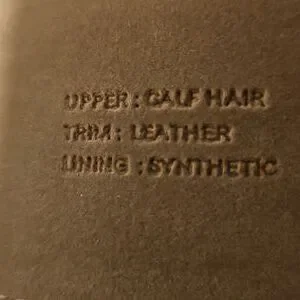 UPPER: CALF HAIR
TRIM: LEATHER
LINING: SYNTHETIC